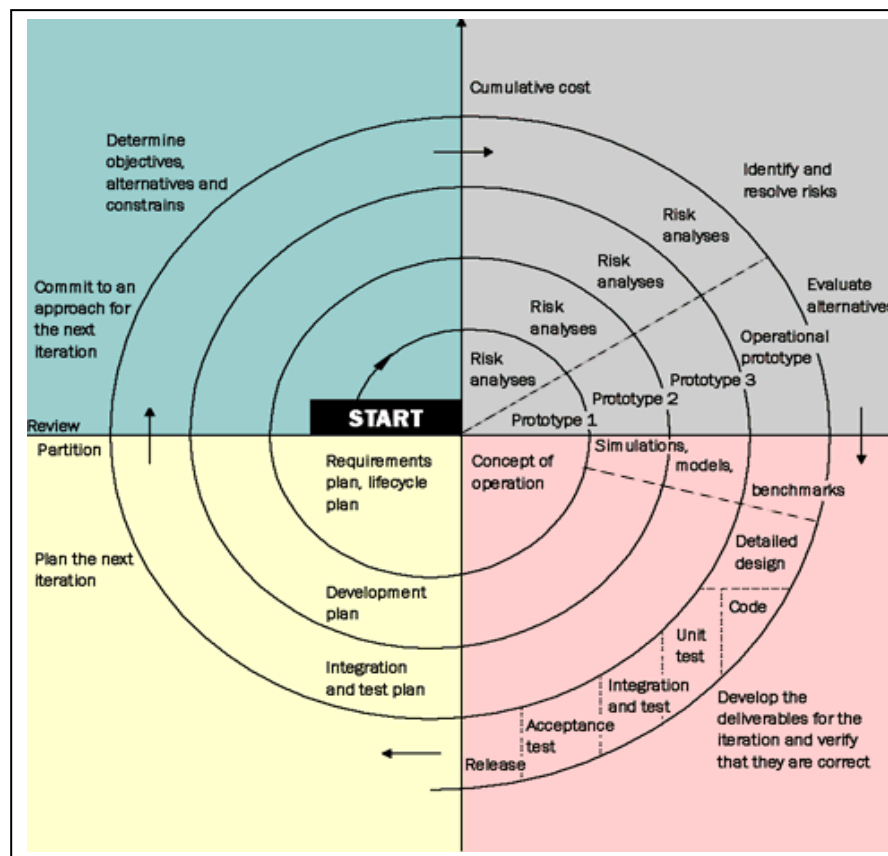 Cumulative cost
Determine
objectives,
alternatives and
constrains
Identify and
resolve risks
Commit to an
approach for
the next
iteration
Evaluate
alternatives
Risk
analyses
Risk
analyses
Risk
analyses
Risk
analyses
Operational
prototype
Prototype 3
Prototype 2
Prototype 1
START
Review
Partition
Requirements
plan, lifecycle
plan
Concept of
operation
Simulations,
models,
benchmarks
Plan the next
iteration
Development
plan
Integration
and test plan
Detailed
design
Code
Unit
test
Integration
and test
Acceptance
test
Release
Develop the
deliverables for the
iteration and verify
that they are correct